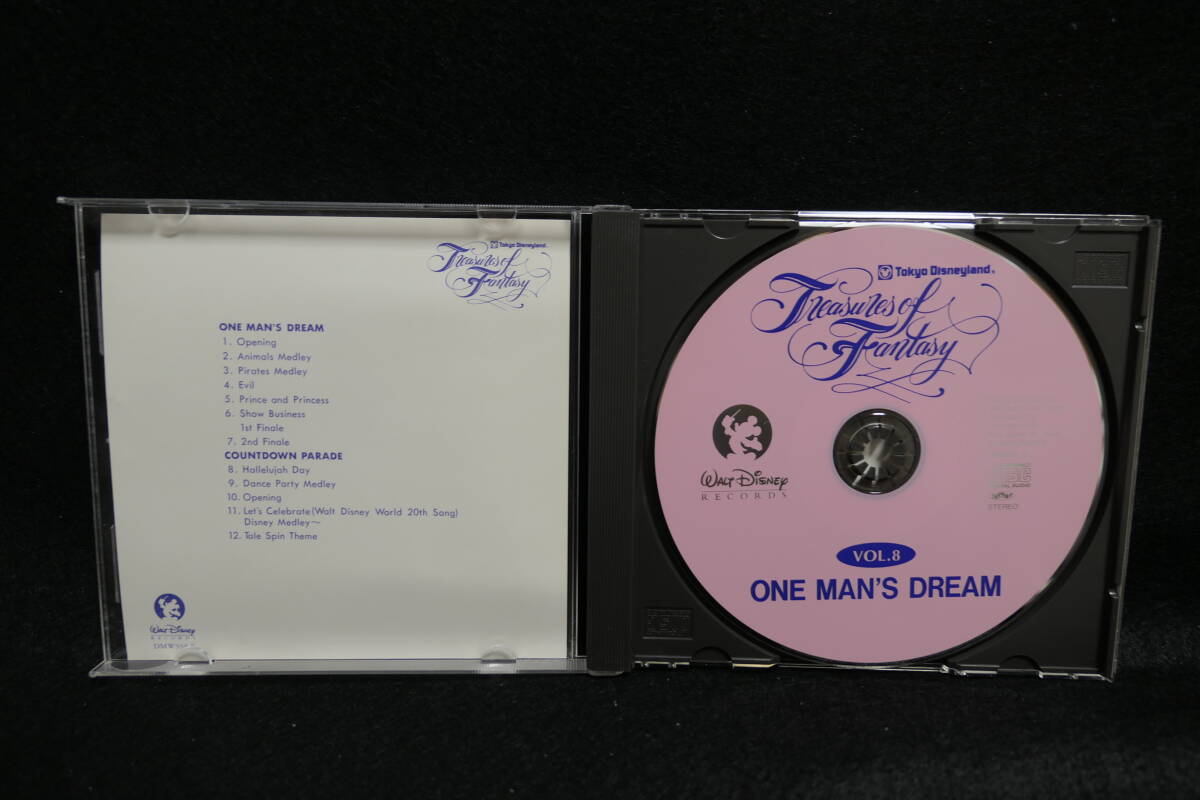 Tokyo Disneyland
Treasures of
Fantasy
ONE MAN'S DREAM
1. Opening
2. Animals Medley
3. Pirates Medley
4. Evil
5. Prince and Princess
6. Show Business
1st Finale
7. 2nd Finale
COUNTDOWN PARADE
8. Hallelujah Day
9. Dance Party Medley
10. Opening
11. Let's Celebrate (Walt Disney World 20th Song)
Disney Medley～
12. Tale Spin Theme
WALT DISNEY
RECORDS
Tokyo Disneyland®
Treasures of
Fantasy
WALT DISNEY
RECORDS
DIGITAL AUDIO
STEREO
VOL.8
ONE MAN'S DREAM